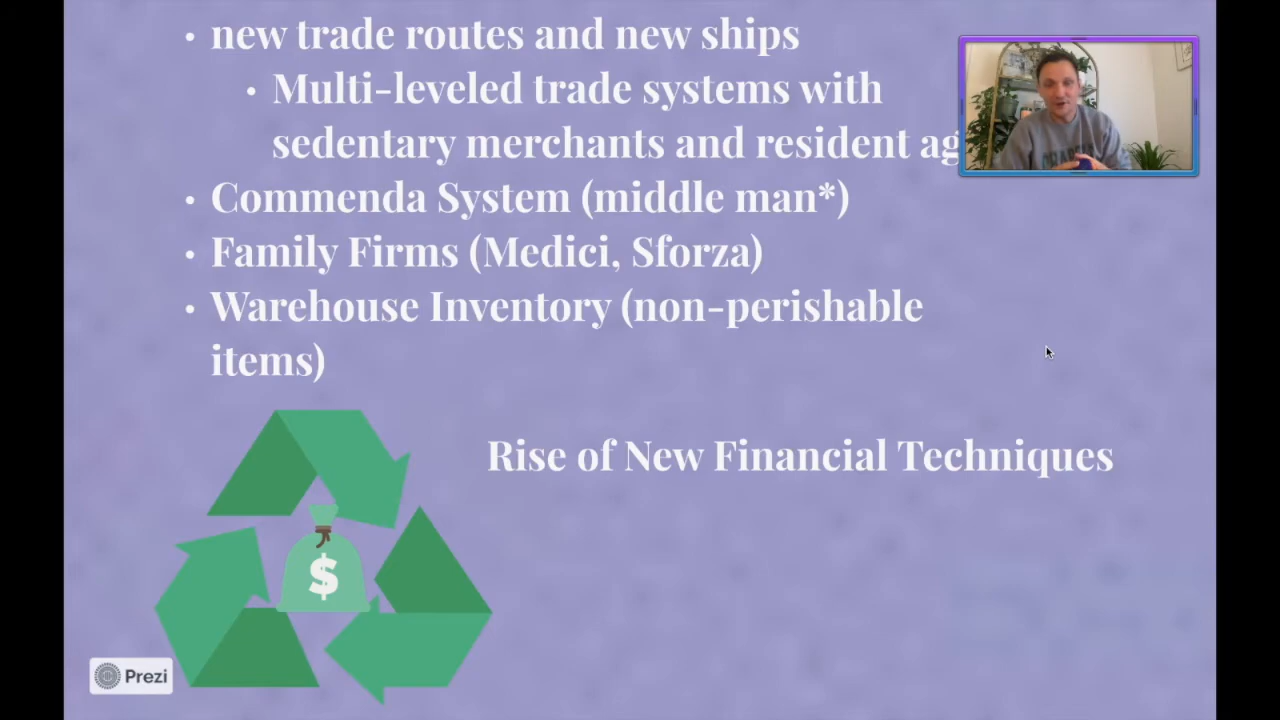 • new trade routes and new ships
• Multi-leveled trade systems with
sedentary merchants and resident
• Commenda System (middle man*)
• Family Firms (Medici, Sforza)
• Warehouse Inventory (non-perishable
items)
Rise of New Financial Techniques
$
Prezi